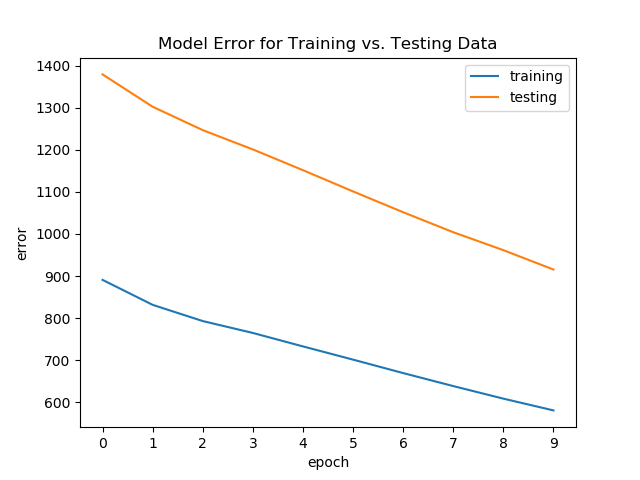 Model Error for Training vs. Testing Data
training
testing
1400
1300
1200
1100
1000
900
800
700
600
error
0 1 2 3 4 5 6 7 8 9
epoch